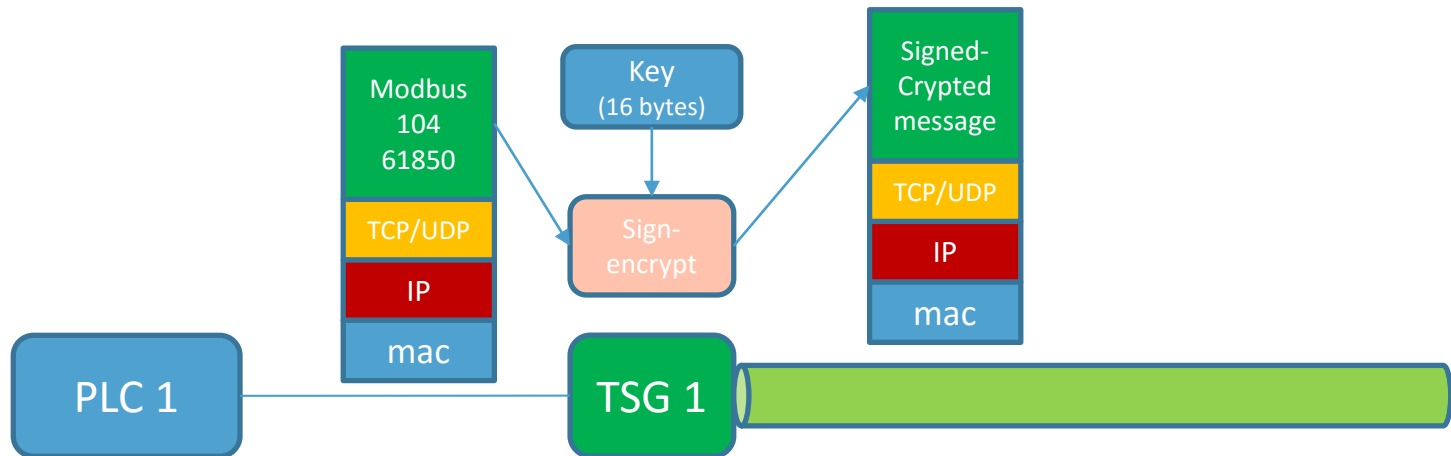 Modbus
104
61850
TCP/UDP
IP
mac
Key
(16 bytes)
Sign-
encrypt
Signed-
Crypted
message
TCP/UDP
IP
mac
PLC 1
TSG 1